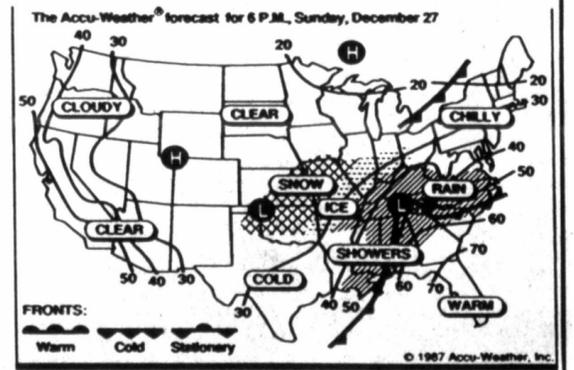 The Accu-Weather® forecast for 6 P.M., Sunday, December 27
40 30 20 H
50 CLOUDY CLEAR 20 20
CHILLY 30
H
40
SNOW RAIN 50
L ICE L
CLEAR 60
SHOWERS
70
50 40 30 COLD
30 40 50 60 70 WARM
FRONTS:
Warm Cold Stationary
© 1987 Accu-Weather, Inc.